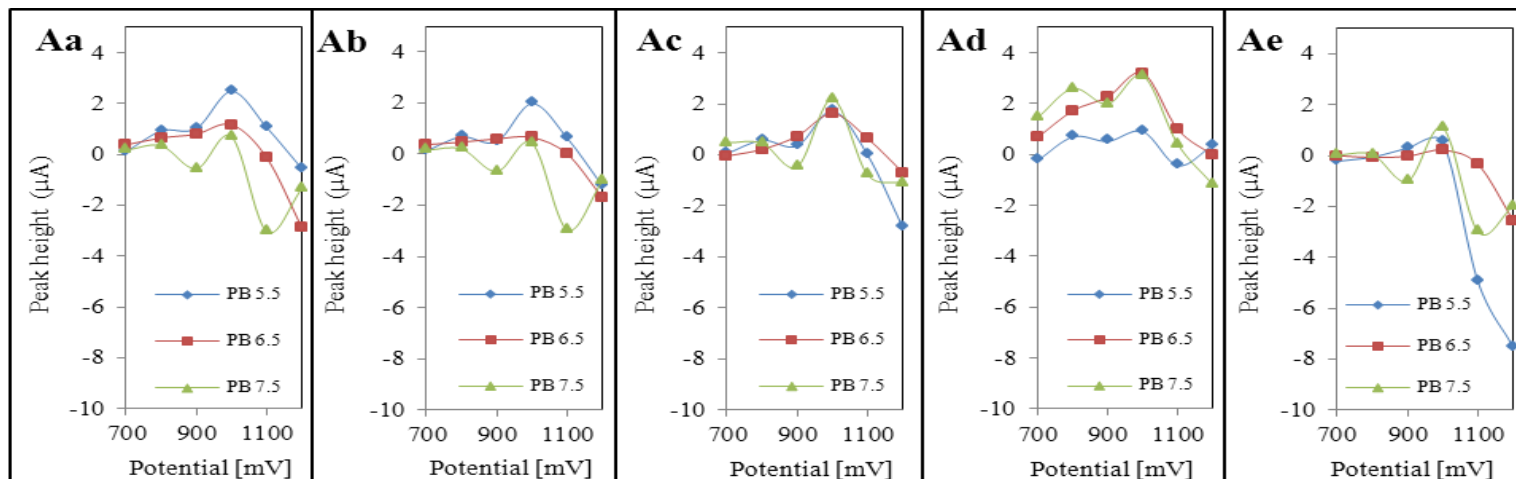 Aa
4
2
0
-2
-4
-6
-8
-10
Peak height (µA)
PB 5.5
PB 6.5
PB 7.5
700 900 1100
Potential [mV]
Ab
4
2
0
-2
-4
-6
-8
-10
Peak height (µA)
PB 5.5
PB 6.5
PB 7.5
700 900 1100
Potential [mV]
Ac
4
2
0
-2
-4
-6
-8
-10
Peak height (µA)
PB 5.5
PB 6.5
PB 7.5
700 900 1100
Potential [mV]
Ad
4
2
0
-2
-4
-6
-8
-10
Peak height (µA)
PB 5.5
PB 6.5
PB 7.5
700 900 1100
Potential [mV]
Ae
4
2
0
-2
-4
-6
-8
-10
Peak height (µA)
PB 5.5
PB 6.5
PB 7.5
700 900 1100
Potential [mV]